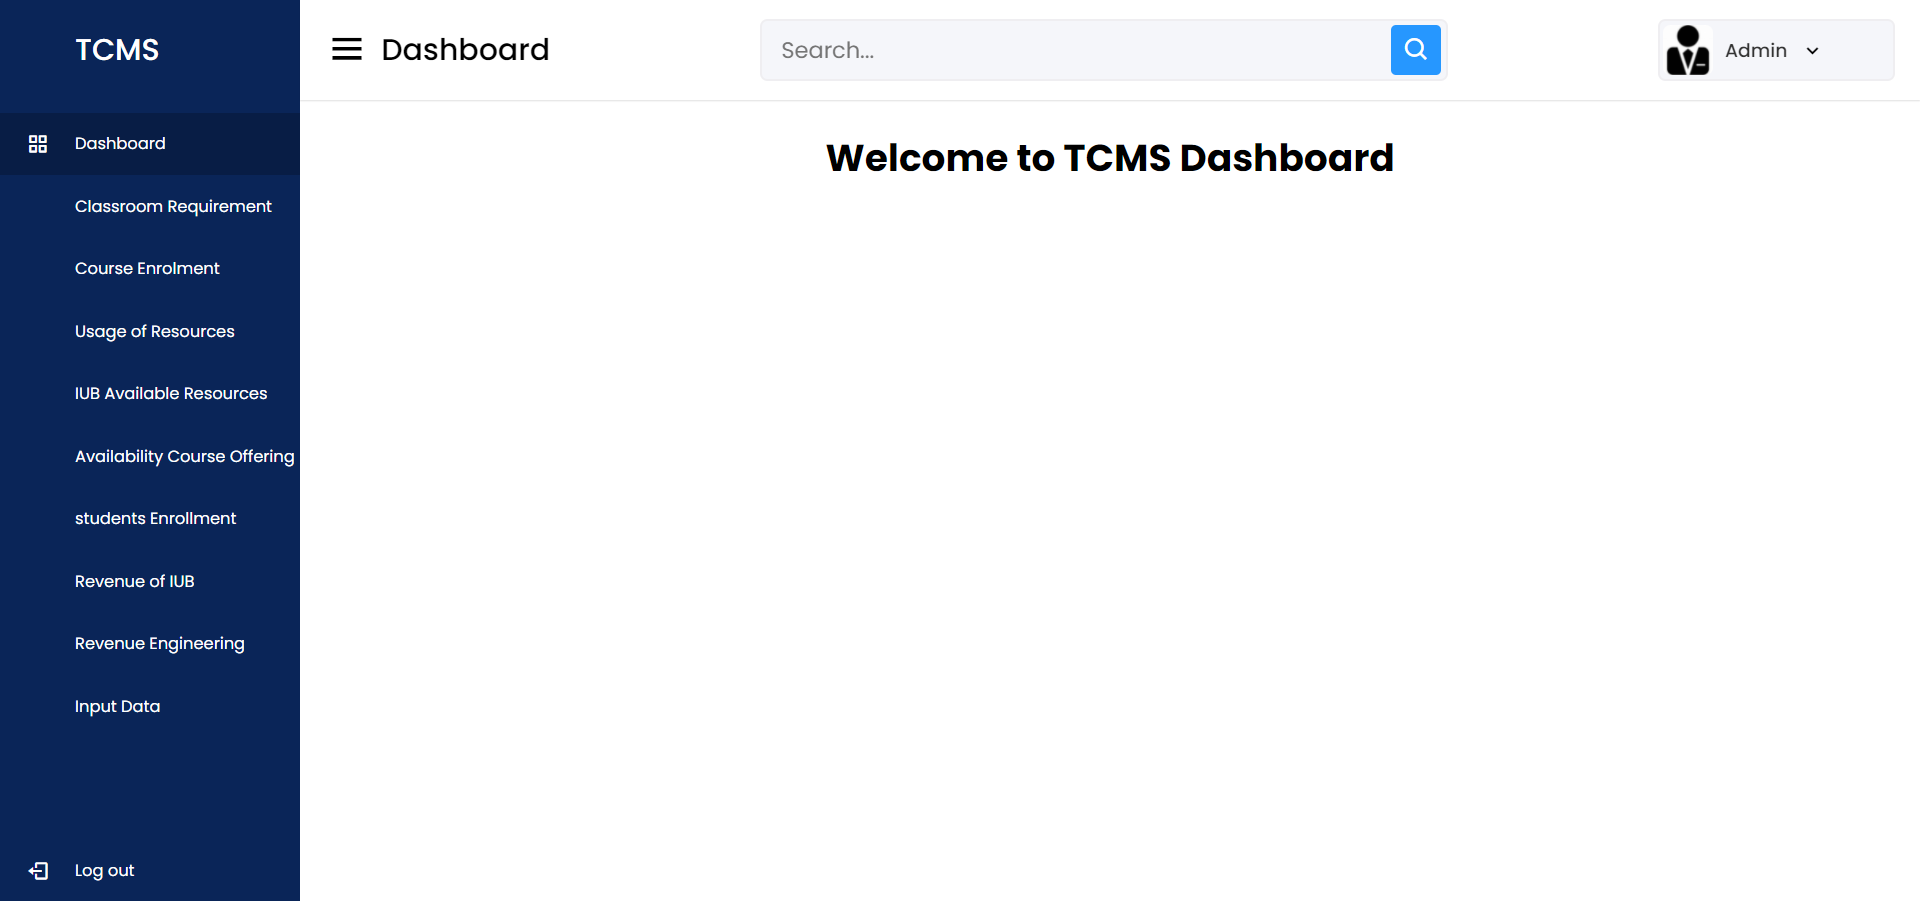 TCMS
Dashboard
Classroom Requirement
Course Enrolment
Usage of Resources
IUB Available Resources
Availability Course Offering
students Enrollment
Revenue of IUB
Revenue Engineering
Input Data
Log out
Dashboard
Search...
Admin
Welcome to TCMS Dashboard